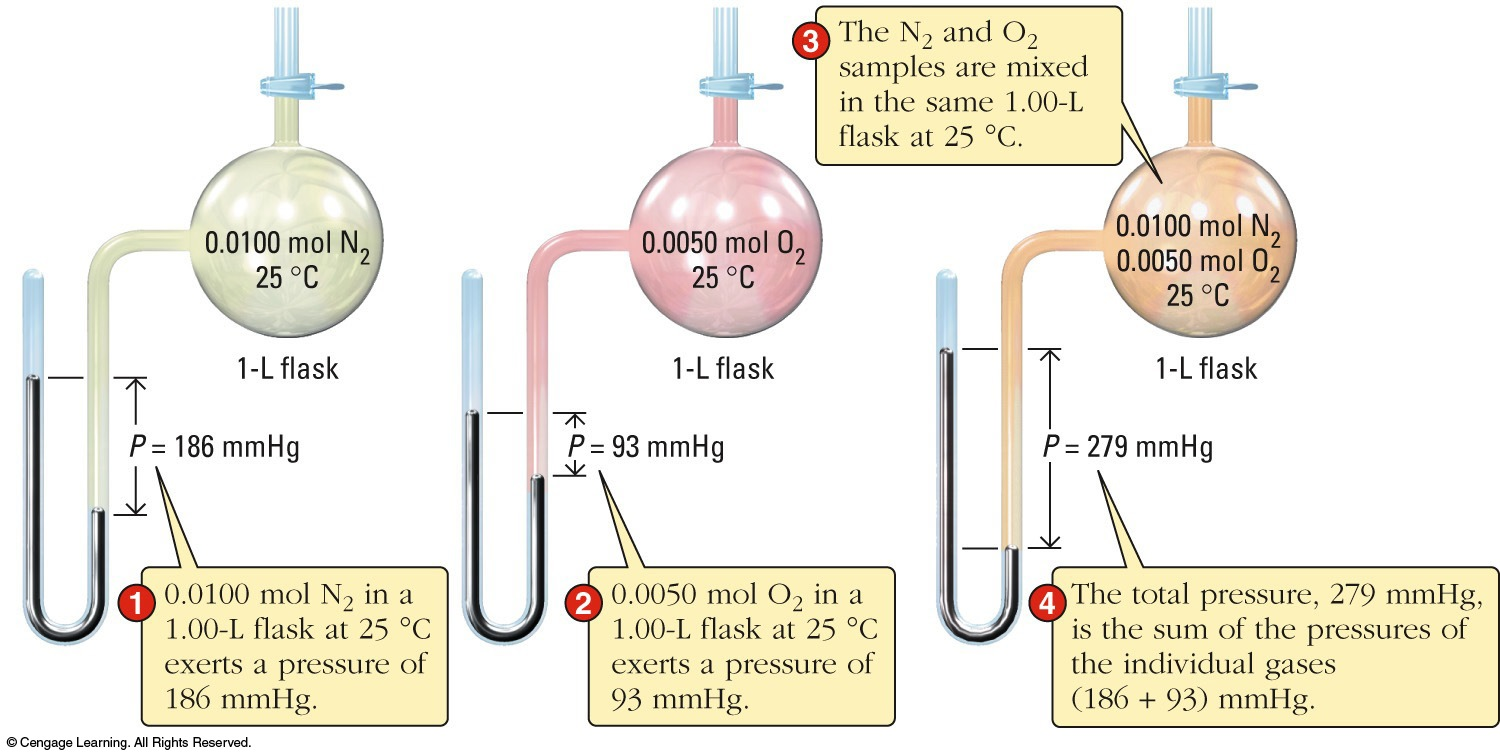 3 The N₂ and O₂
samples are mixed
in the same 1.00-L
flask at 25 °C.
0.0100 mol N₂
25 °C
0.0050 mol O₂
25 °C
0.0100 mol N₂
0.0050 mol O₂
25 °C
1-L flask
1-L flask
1-L flask
P = 186 mmHg
P = 93 mmHg
P = 279 mmHg
1 0.0100 mol N₂ in a
1.00-L flask at 25 °C
exerts a pressure of
186 mmHg.
2 0.0050 mol O₂ in a
1.00-L flask at 25 °C
exerts a pressure of
93 mmHg.
4 The total pressure, 279 mmHg,
is the sum of the pressures of
the individual gases
(186 + 93) mmHg.
© Cengage Learning. All Rights Reserved.